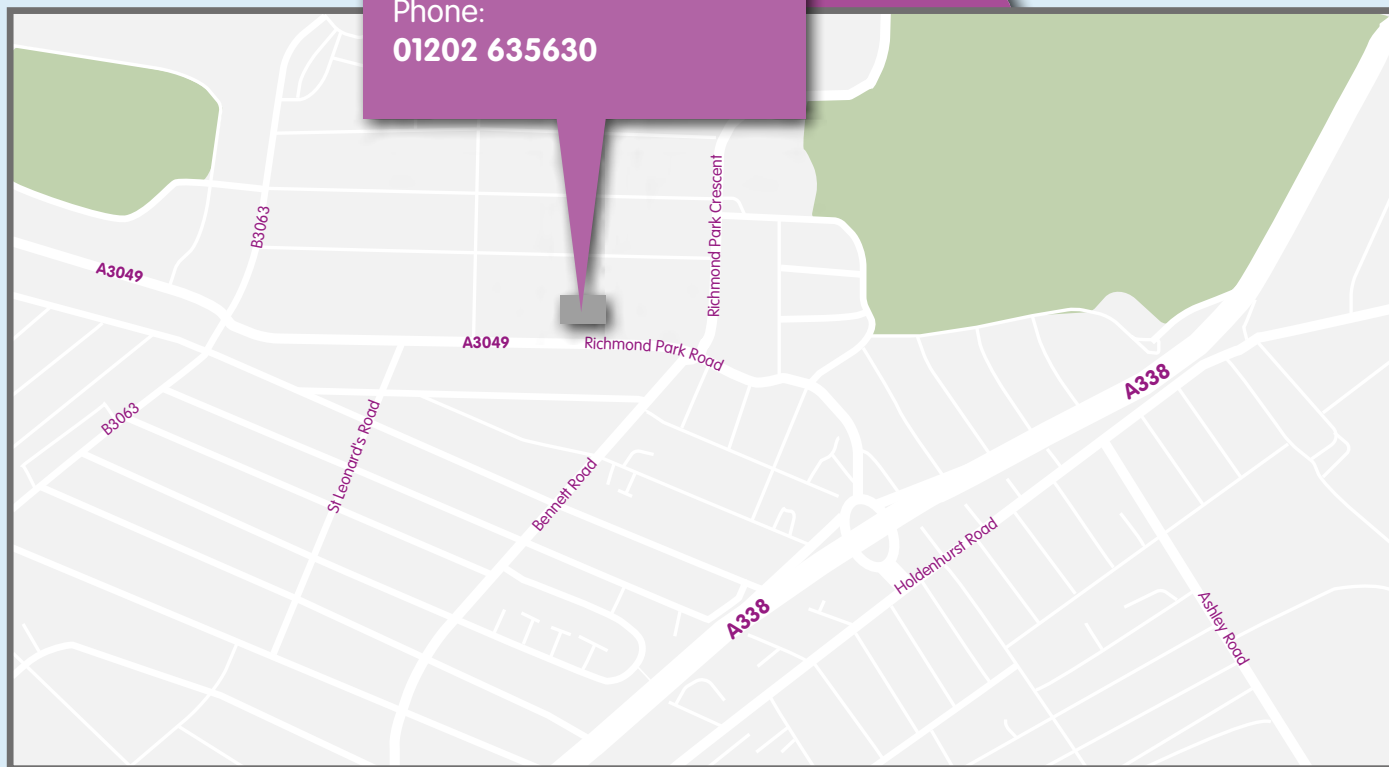 Phone:
01202 635630
Richmond Park Crescent
B3063
A3049
A3049
Richmond Park Road
A338
B3063
St Leonard's Road
Bennett Road
Holdenhurst Road
A338
Ashley Road